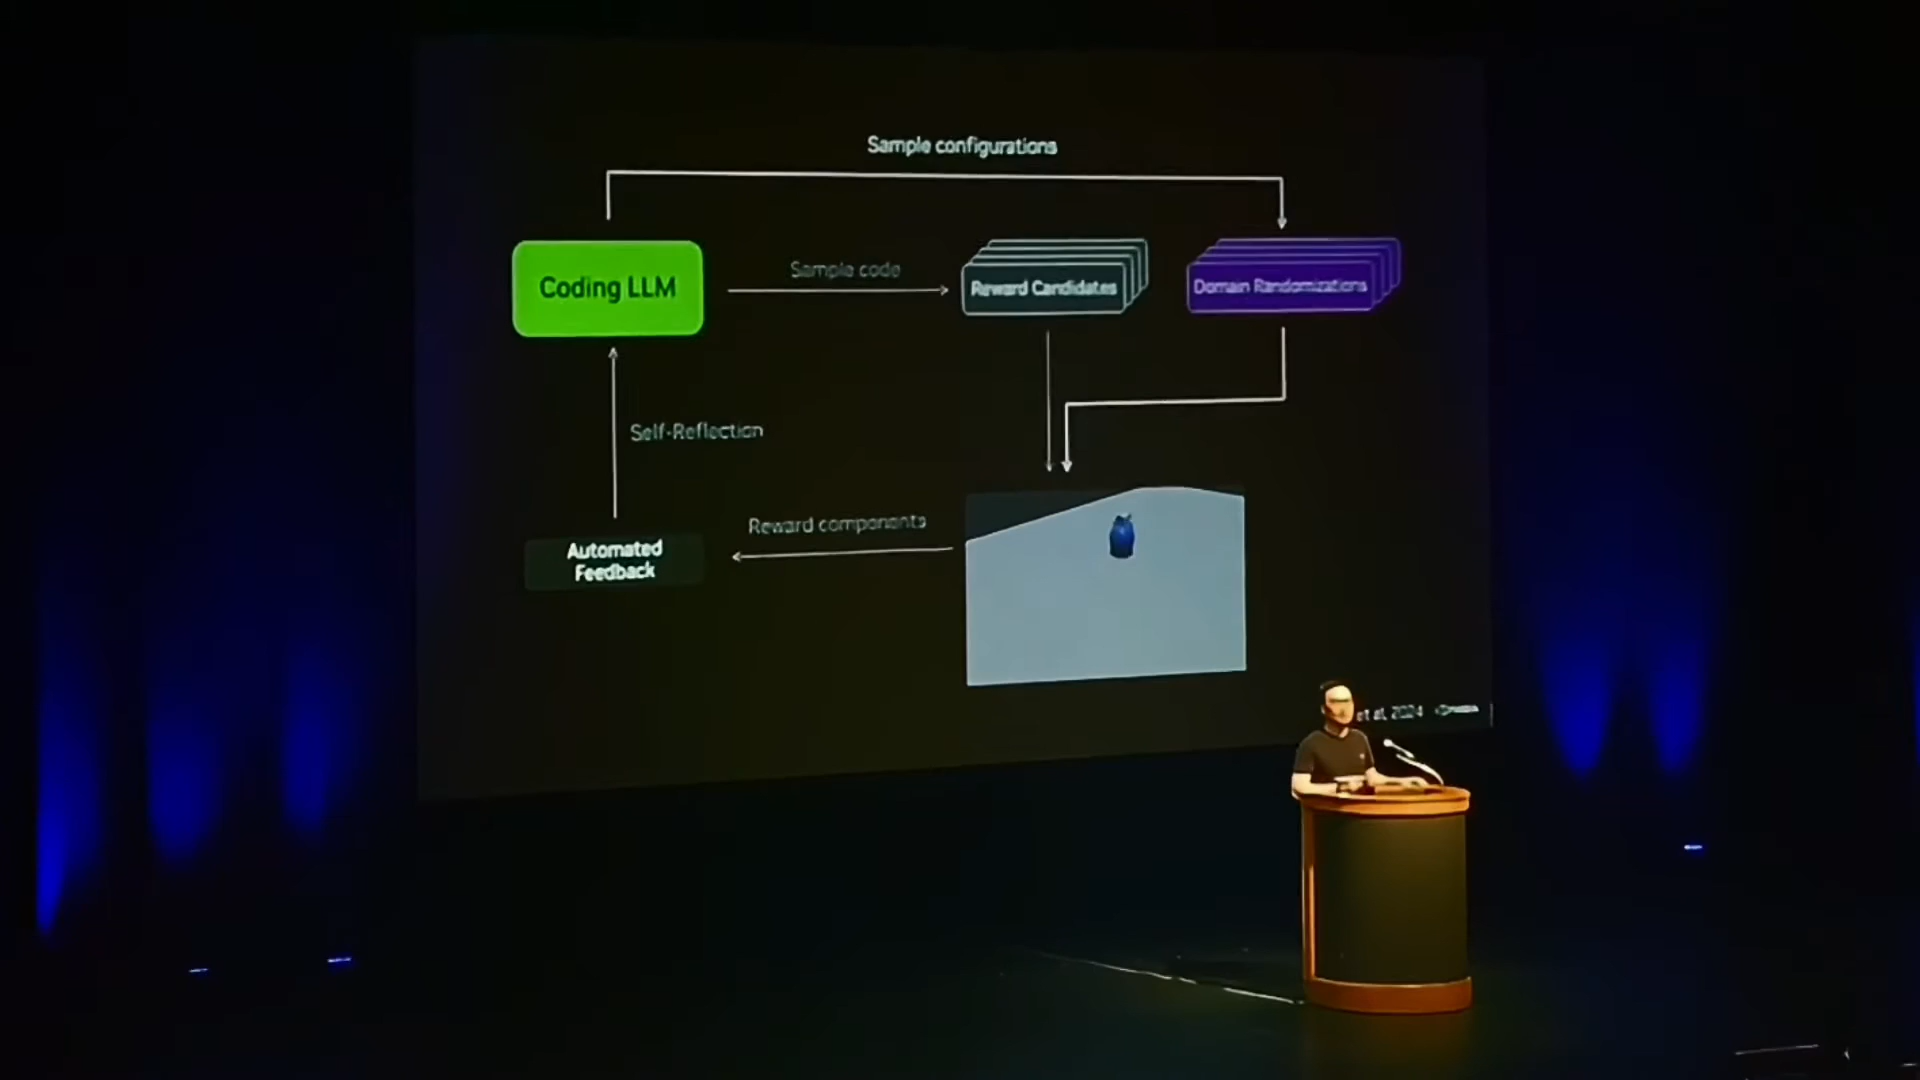 Sample configurations
Coding LLM
Sample code
Reward Candidates
Domain Randomizations
Self-Reflection
Reward components
Automated
Feedback
et al, 2024